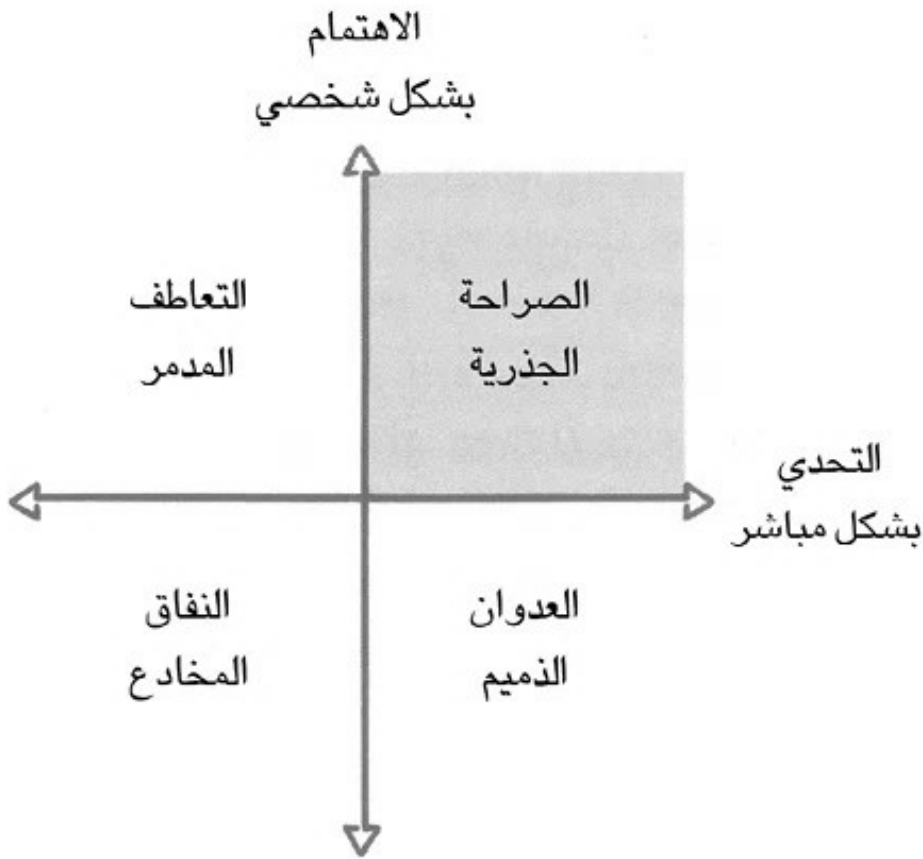 الاهتمام
بشكل شخصي
الصراحة
الجذرية
التعاطف
المدمر
التحدي
بشكل مباشر
العدوان
الذميم
النفاق
المخادع